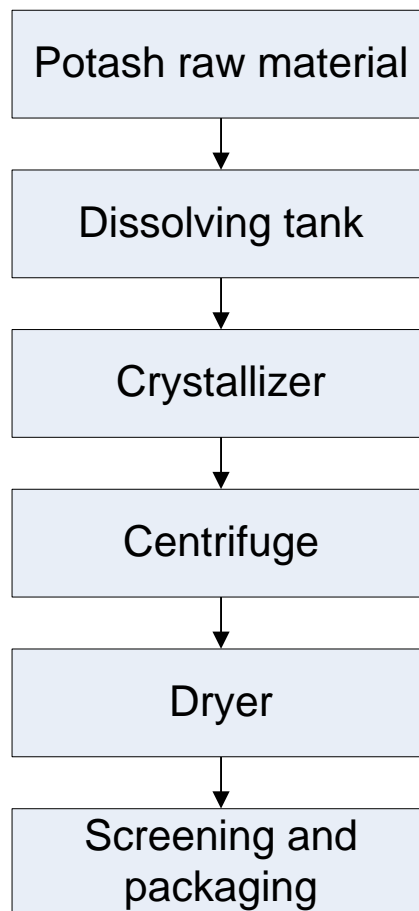 Potash raw material
Dissolving tank
Crystallizer
Centrifuge
Dryer
Screening and
packaging